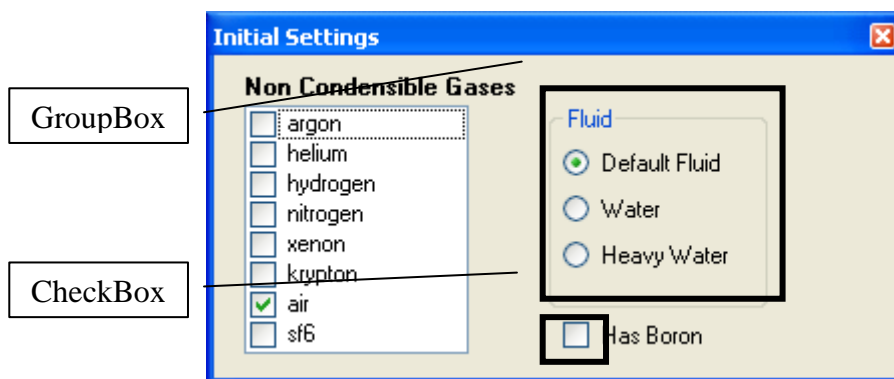 Initial Settings
Non Condensible Gases
GroupBox
argon
helium
hydrogen
nitrogen
xenon
krypton
air
sf6
CheckBox
Fluid
Default Fluid
Water
Heavy Water
Has Boron